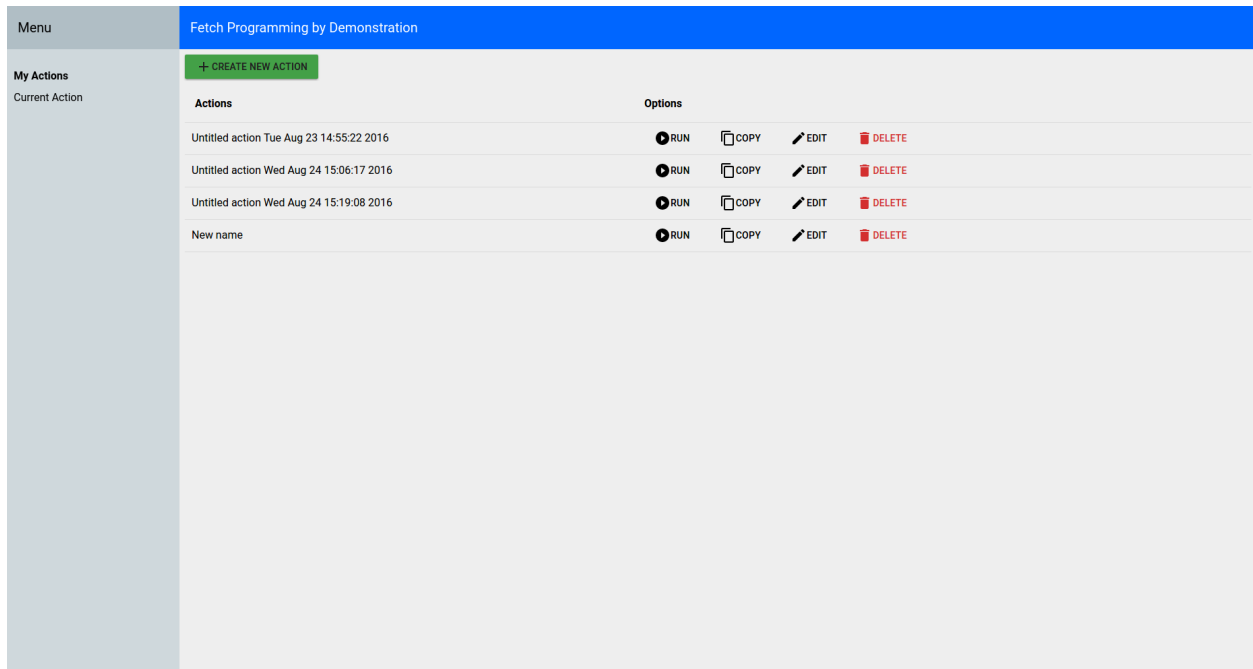 Menu
Fetch Programming by Demonstration
My Actions
Current Action
CREATE NEW ACTION
Actions Options
Untitled action Tue Aug 23 14:55:22 2016 RUN COPY EDIT DELETE
Untitled action Wed Aug 24 15:06:17 2016 RUN COPY EDIT DELETE
Untitled action Wed Aug 24 15:19:08 2016 RUN COPY EDIT DELETE
New name RUN COPY EDIT DELETE